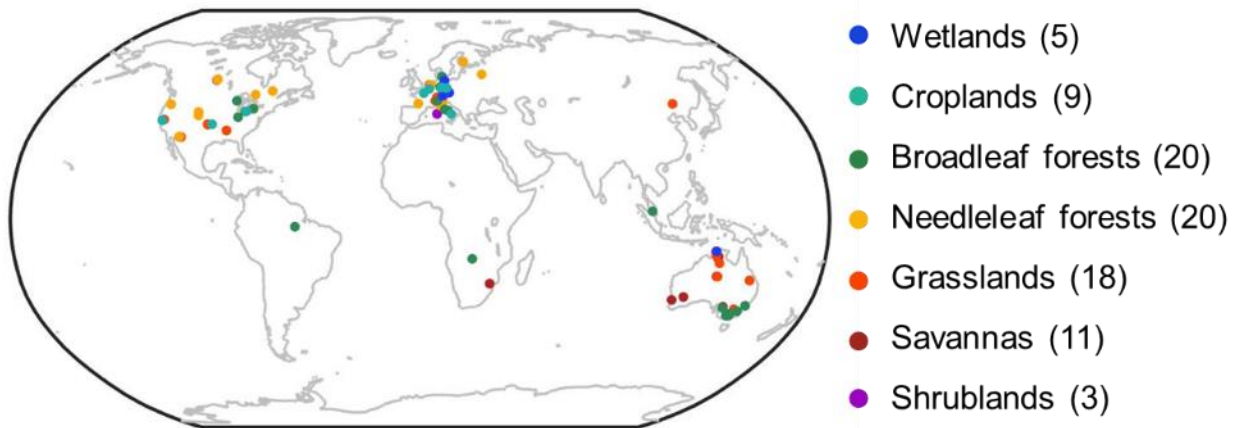 Wetlands (5)
Croplands (9)
Broadleaf forests (20)
Needleleaf forests (20)
Grasslands (18)
Savannas (11)
Shrublands (3)